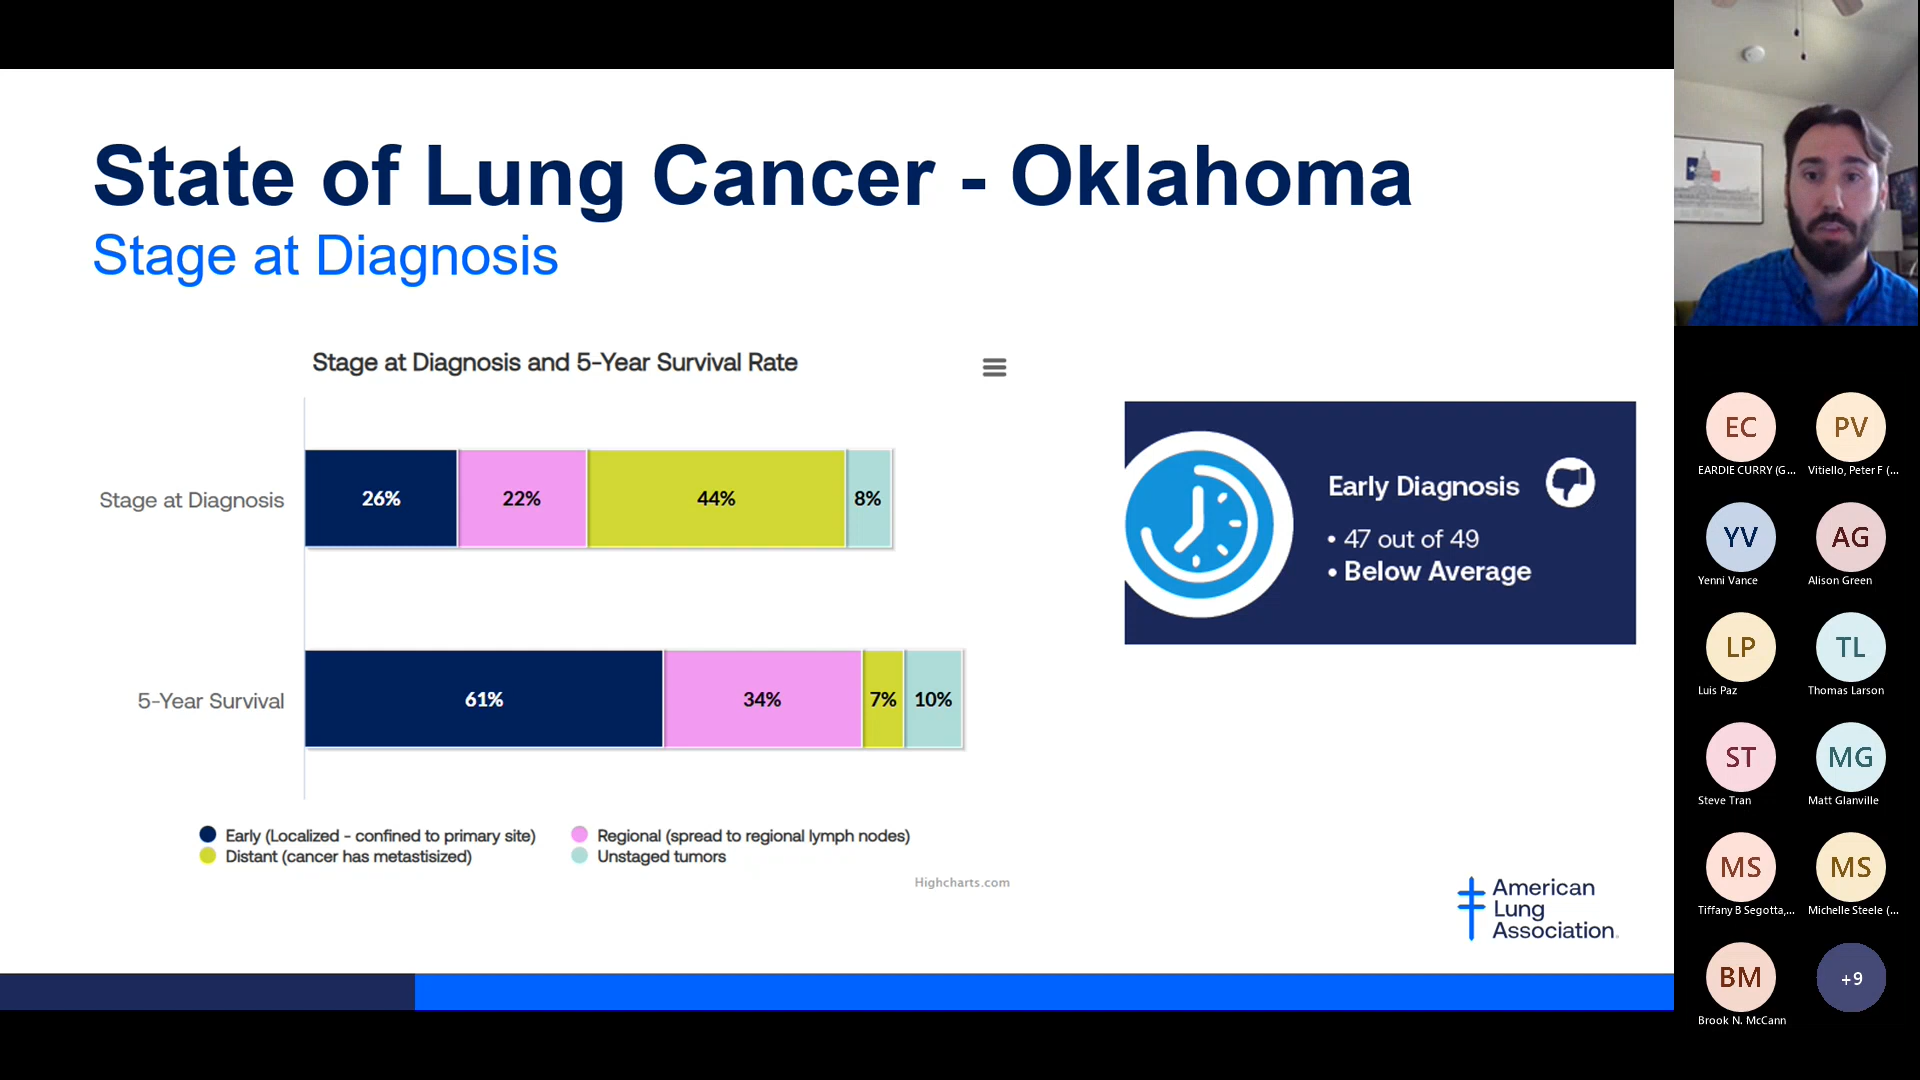 State of Lung Cancer - Oklahoma
Stage at Diagnosis
Stage at Diagnosis and 5-Year Survival Rate
Stage at Diagnosis
26%
22%
44%
8%
5-Year Survival
61%
34%
7%
10%
Early (Localized - confined to primary site)
Regional (spread to regional lymph nodes)
Distant (cancer has metastisized)
Unstaged tumors
Highcharts.com
Early Diagnosis
• 47 out of 49
• Below Average
American
Lung
Association.
EC
EARDIE CURRY (G...
PV
Vitiello, Peter F (...
YV
Yenni Vance
AG
Alison Green
LP
Luis Paz
TL
Thomas Larson
ST
Steve Tran
MG
Matt Glanville
MS
Tiffany B Segotta,...
MS
Michelle Steele (...
BM
Brook N. McCann
+9